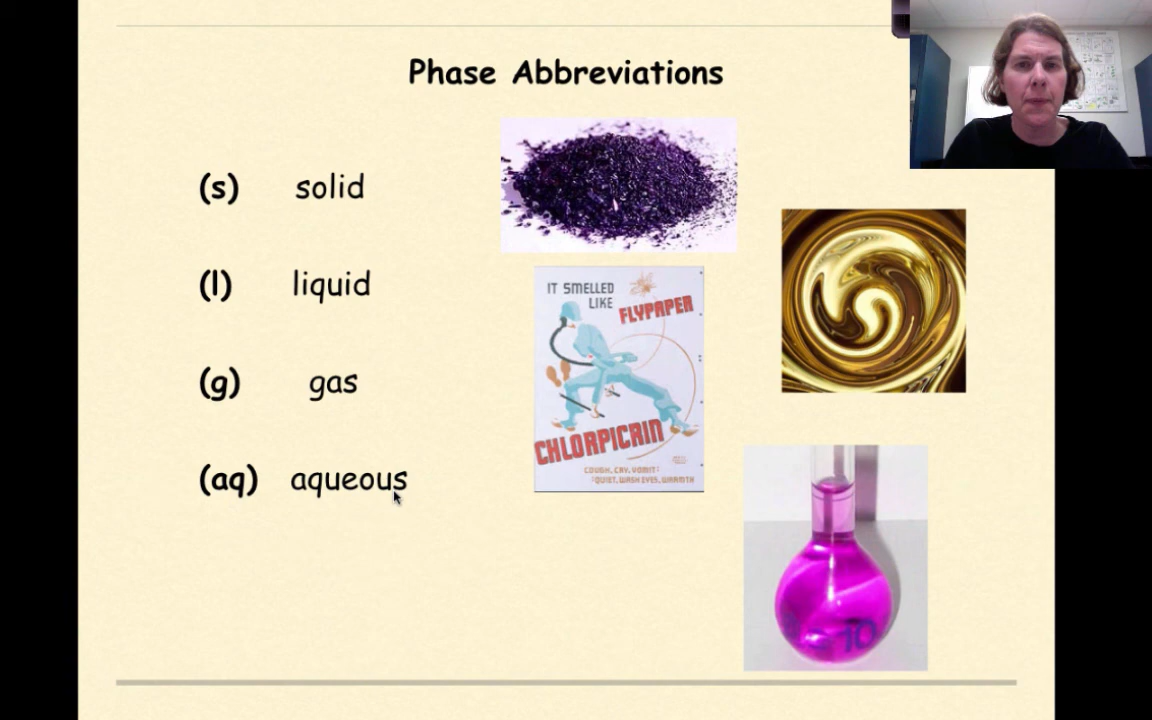 Phase Abbreviations
(s) solid
(l) liquid
(g) gas
(aq) aqueous
IT SMELLED
LIKE
FLYPAPER
CHLORPICRIN
COUGH, CRY, VOMIT:
:QUIET, WASH EYES, WARMTH